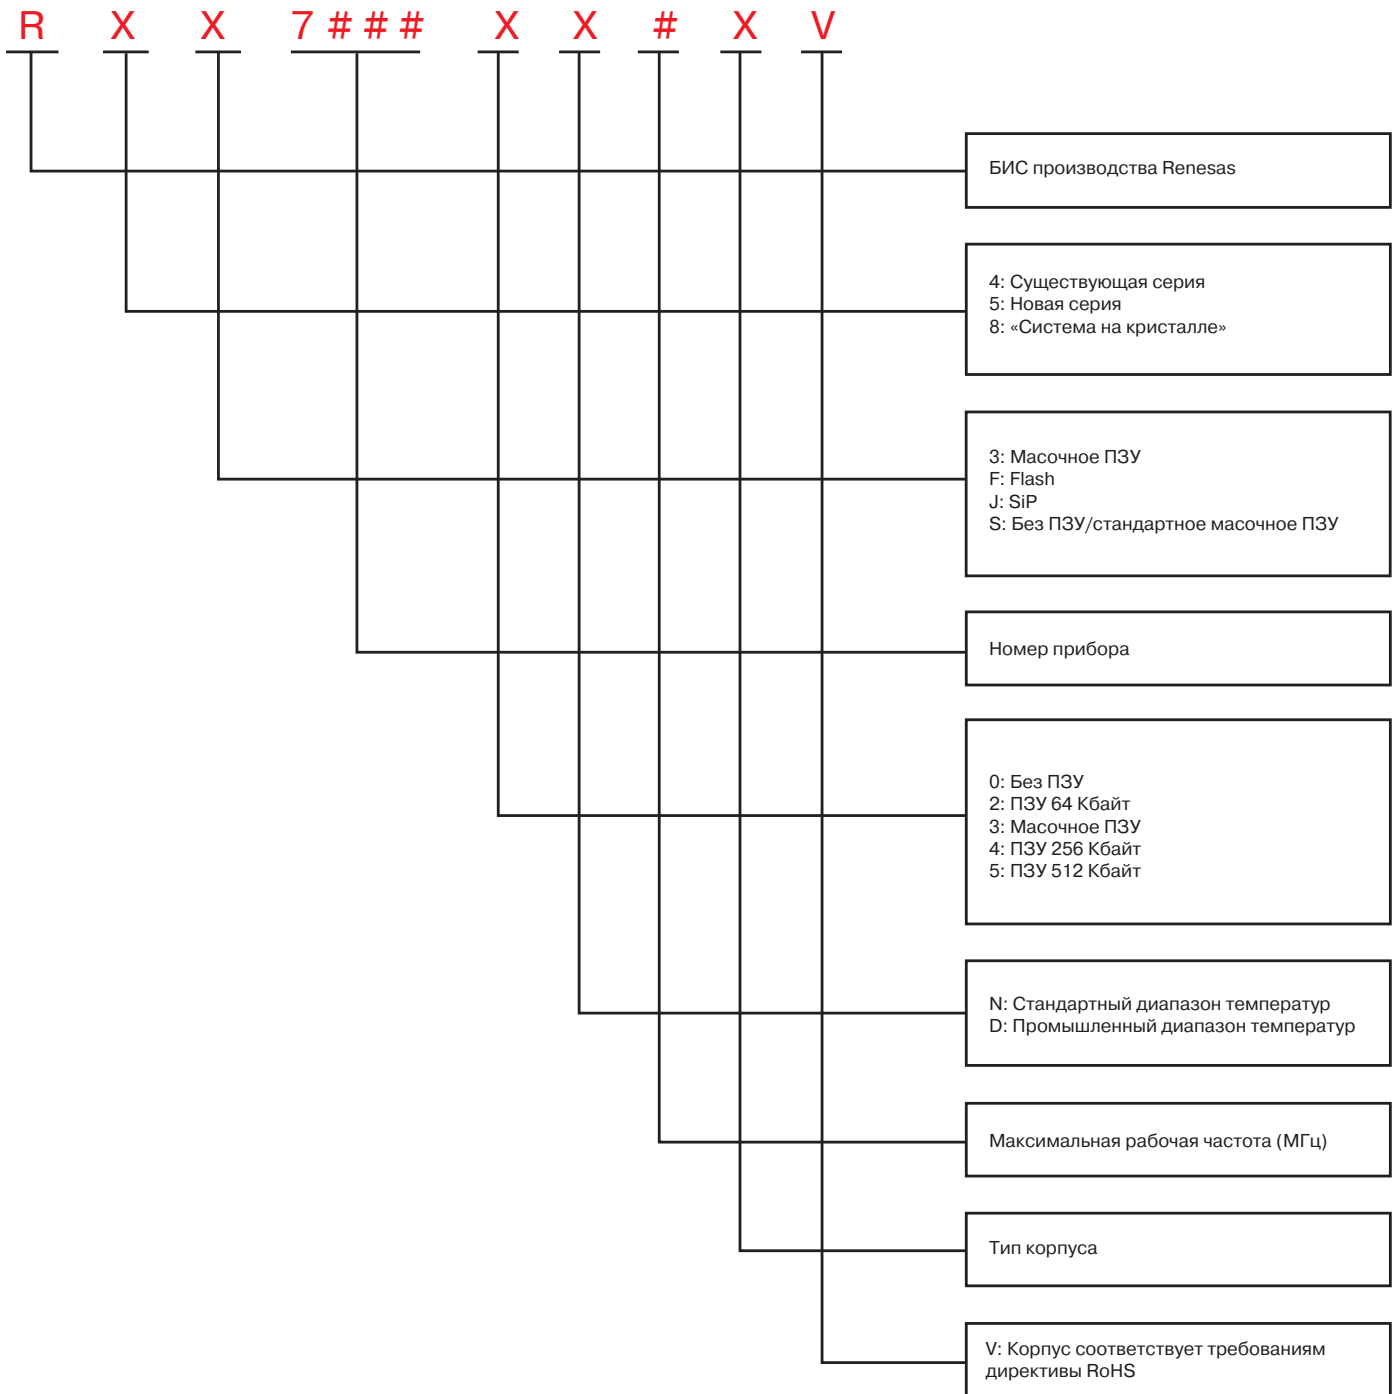 R X X 7 # # # X X # X V
БИС производства Renesas
4: Существующая серия
5: Новая серия
8: «Система на кристалле»
3: Масочное ПЗУ
F: Flash
J: SiP
S: Без ПЗУ/стандартное масочное ПЗУ
Номер прибора
0: Без ПЗУ
2: ПЗУ 64 Кбайт
3: Масочное ПЗУ
4: ПЗУ 256 Кбайт
5: ПЗУ 512 Кбайт
N: Стандартный диапазон температур
D: Промышленный диапазон температур
Максимальная рабочая частота (МГц)
Тип корпуса
V: Корпус соответствует требованиям
директивы RoHS